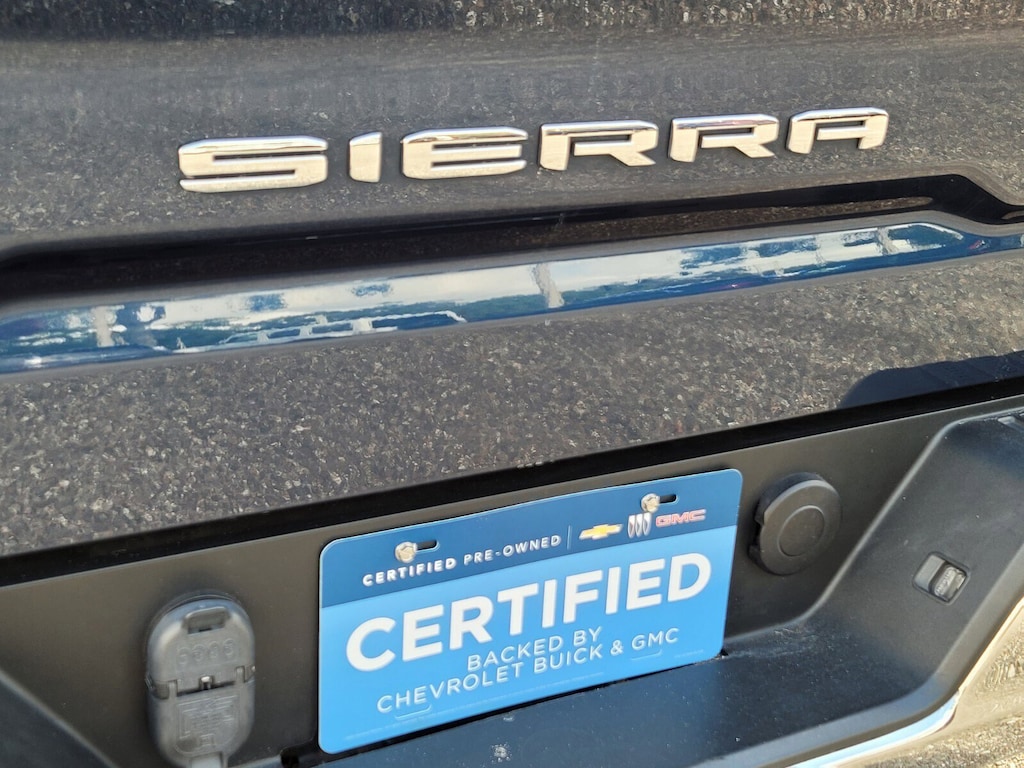 SIERRA
CERTIFIED PRE-OWNED GMC
CERTIFIED
BACKED BY
CHEVROLET BUICK & GMC